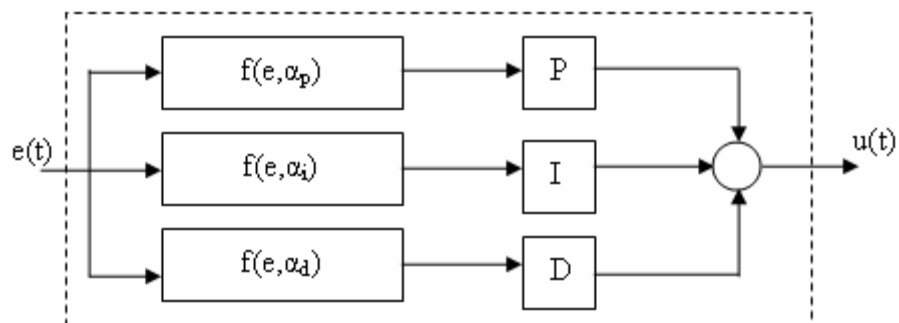 f(e,αp)
P
e(t)
f(e,αi)
I
u(t)
f(e,αd)
D